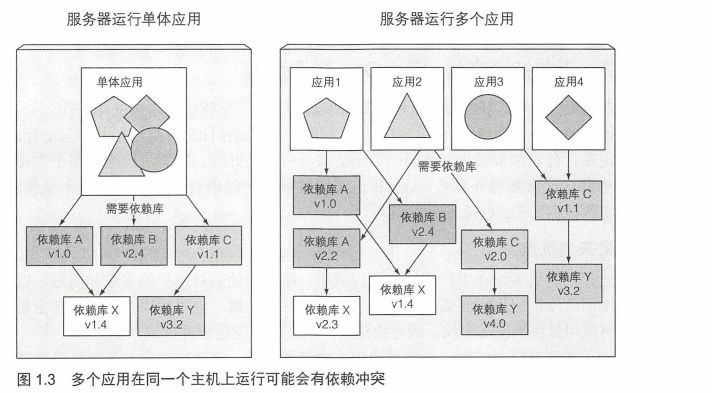 服务器运行单体应用
服务器运行多个应用
单体应用
需要依赖库
依赖库 A
v1.0
依赖库 B
v2.4
依赖库 C
v1.1
依赖库 X
v1.4
依赖库 Y
v3.2
应用1
应用2
应用3
应用4
需要依赖库
依赖库 A
v1.0
依赖库 B
v2.4
依赖库 C
v1.1
依赖库 A
v2.2
依赖库 C
v2.0
依赖库 X
v1.4
依赖库 Y
v3.2
依赖库 X
v2.3
依赖库 Y
v4.0
图 1.3 多个应用在同一个主机上运行可能会有依赖冲突